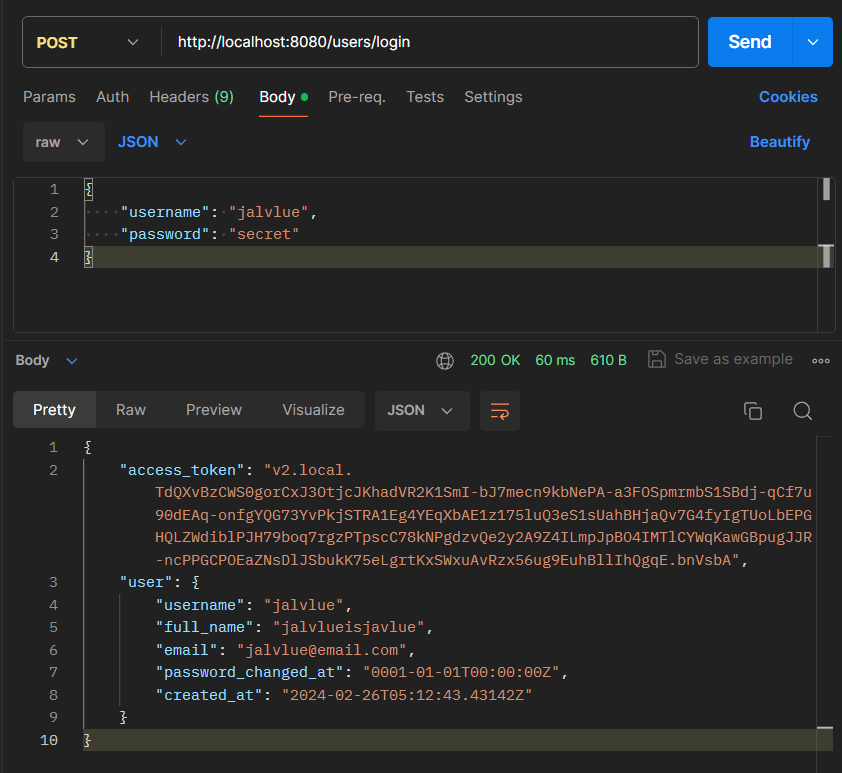 POST http://localhost:8080/users/login Send
Params Auth Headers (9) Body Pre-req. Tests Settings Cookies
raw JSON Beautify
1 {
2 "username": "jalvlue",
3 "password": "secret"
4 }
Body 200 OK 60 ms 610 B Save as example
Pretty Raw Preview Visualize JSON
1 {
2 "access_token": "v2.local.
TdQXvBzCWS0gorCxJ3OtjcJKhadVR2K1SmI-bJ7mecn9kbNePA-a3FOSpmrmbS1SBdj-qCf7u
90dEAq-onfgYQG73YvPkjSTRA1Eg4YEqXbAE1z175luQ3eS1sUahBHjaQv7G4fyIgTUoLbEPG
HQLZWdiblPJH79boq7rgzPTpscC78kNPgdzvQe2y2A9Z4ILmpJpBO4IMTlCYWqKawGBpugJJR
-ncPPGCPOEaZNsDlJSbukK75eLgrtKxSWxuAvRzx56ug9EuhBllIhQgqE.bnVsbA",
3 "user": {
4 "username": "jalvlue",
5 "full_name": "jalvlueisjavlue",
6 "email": "jalvlue@email.com",
7 "password_changed_at": "0001-01-01T00:00:00Z",
8 "created_at": "2024-02-26T05:12:43.43142Z"
9 }
10 }